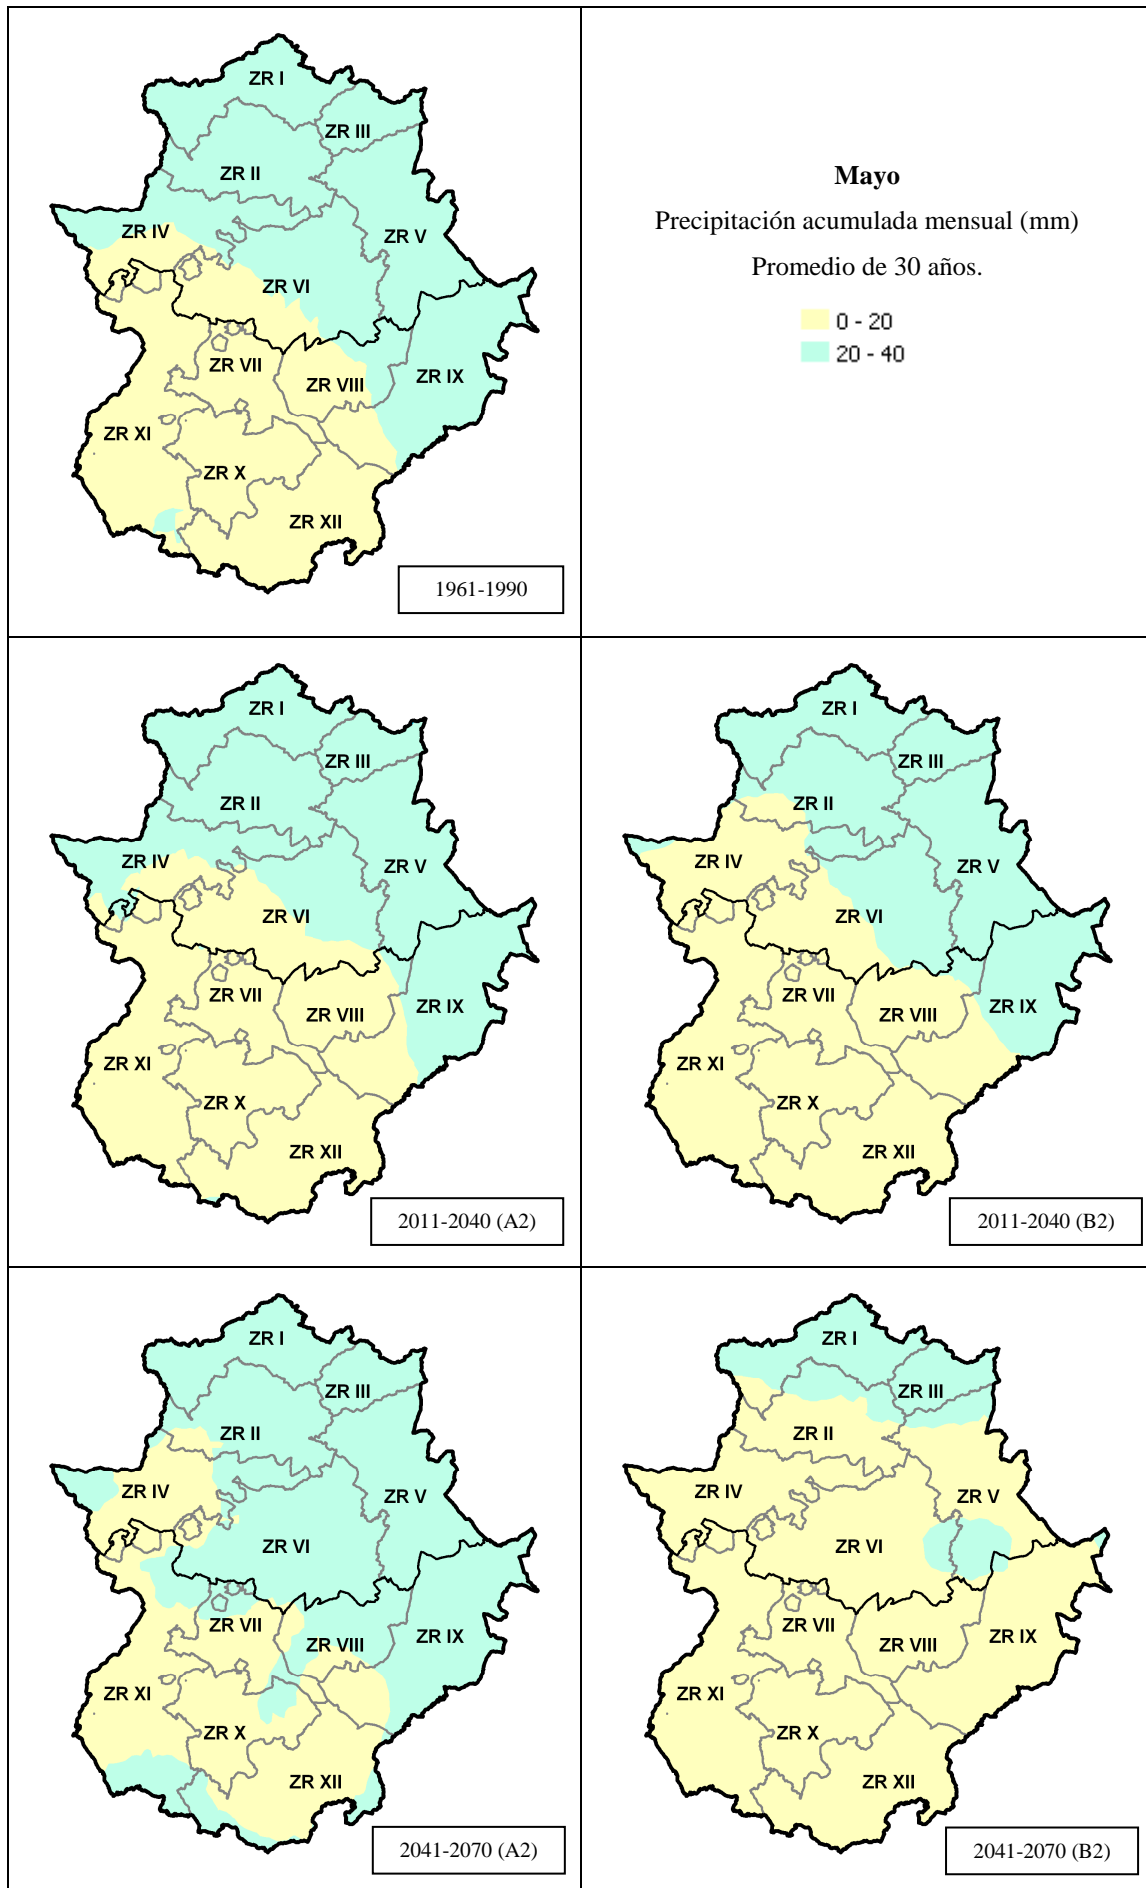 ZR I
ZR III
ZR II
ZR IV
ZR V
ZR VI
ZR VII
ZR VIII
ZR IX
ZR XI
ZR X
ZR XII
1961-1990
Mayo
Precipitación acumulada mensual (mm)
Promedio de 30 años.
0 - 20
20 - 40
ZR I
ZR III
ZR II
ZR IV
ZR V
ZR VI
ZR VII
ZR VIII
ZR IX
ZR XI
ZR X
ZR XII
2011-2040 (A2)
ZR I
ZR III
ZR II
ZR IV
ZR V
ZR VI
ZR VII
ZR VIII
ZR IX
ZR XI
ZR X
ZR XII
2011-2040 (B2)
ZR I
ZR III
ZR II
ZR IV
ZR V
ZR VI
ZR VII
ZR VIII
ZR IX
ZR XI
ZR X
ZR XII
2041-2070 (A2)
ZR I
ZR III
ZR II
ZR IV
ZR V
ZR VI
ZR VII
ZR VIII
ZR IX
ZR XI
ZR X
ZR XII
2041-2070 (B2)